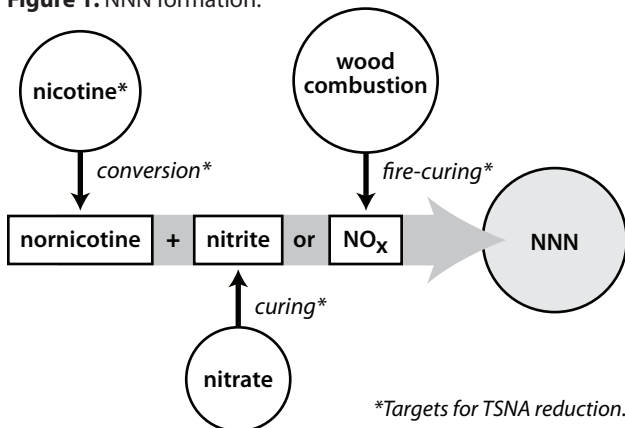 Figure 1. NNN formation.
nicotine*
wood
combustion
conversion*
fire-curing*
nornicotine + nitrite or NOx
NNN
curing*
nitrate
*Targets for TSNA reduction.